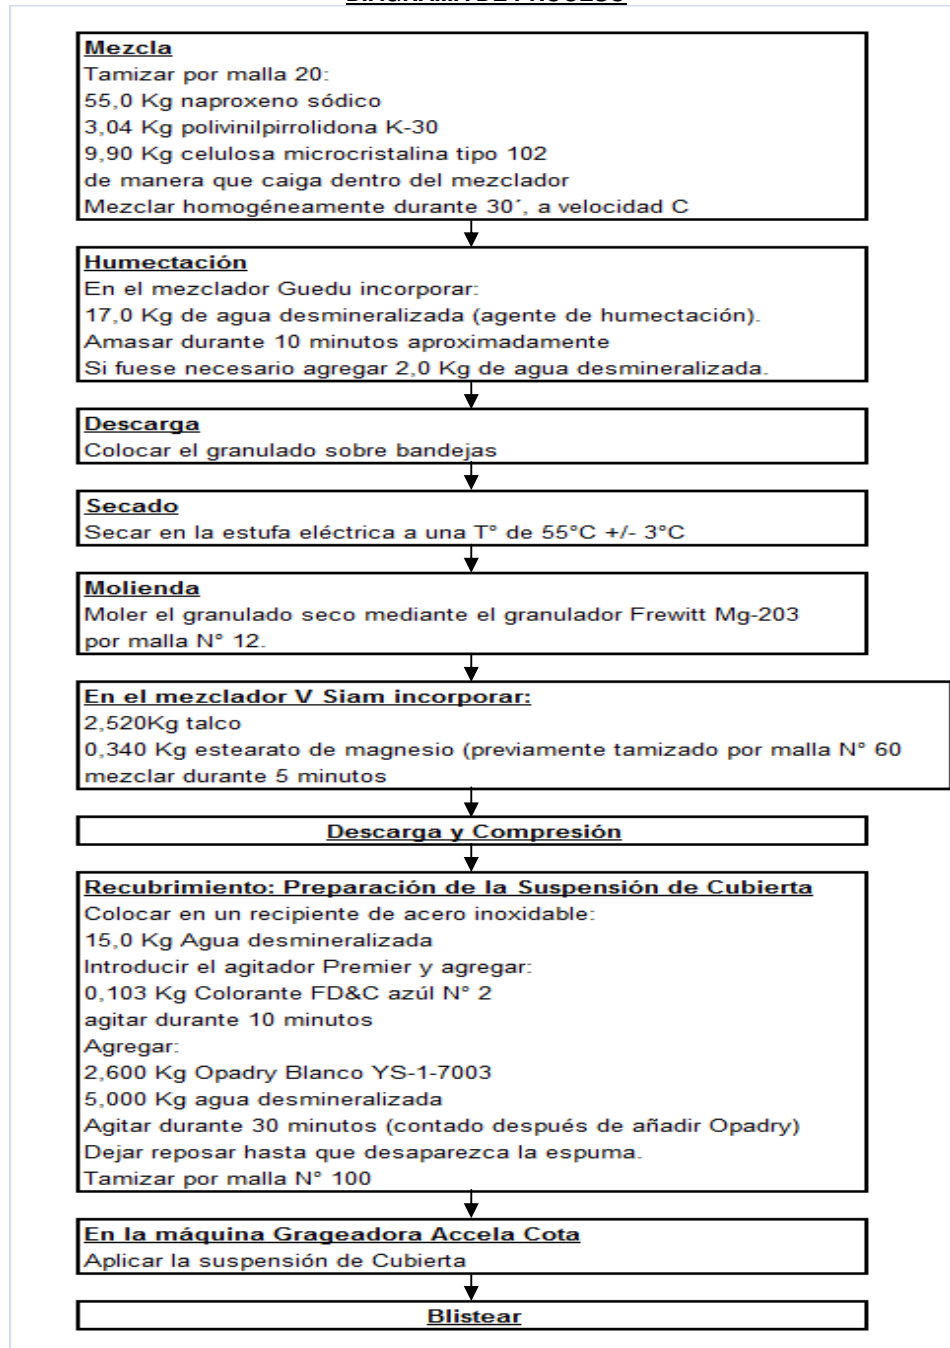 DIAGRAMA DE PROCESO
Mezcla
Tamizar por malla 20:
55,0 Kg naproxeno sódico
3,04 Kg polivinilpirrolidona K-30
9,90 Kg celulosa microcristalina tipo 102
de manera que caiga dentro del mezclador
Mezclar homogéneamente durante 30´, a velocidad C
Humectación
En el mezclador Guedu incorporar:
17,0 Kg de agua desmineralizada (agente de humectación).
Amasar durante 10 minutos aproximadamente
Si fuese necesario agregar 2,0 Kg de agua desmineralizada.
Descarga
Colocar el granulado sobre bandejas
Secado
Secar en la estufa eléctrica a una T° de 55°C +/- 3°C
Molienda
Moler el granulado seco mediante el granulador Frewitt Mg-203
por malla N° 12.
En el mezclador V Siam incorporar:
2,520Kg talco
0,340 Kg estearato de magnesio (previamente tamizado por malla N° 60
mezclar durante 5 minutos
Descarga y Compresión
Recubrimiento: Preparación de la Suspensión de Cubierta
Colocar en un recipiente de acero inoxidable:
15,0 Kg Agua desmineralizada
Introducir el agitador Premier y agregar:
0,103 Kg Colorante FD&C azúl N° 2
agitar durante 10 minutos
Agregar:
2,600 Kg Opadry Blanco YS-1-7003
5,000 Kg agua desmineralizada
Agitar durante 30 minutos (contado después de añadir Opadry)
Dejar reposar hasta que desaparezca la espuma.
Tamizar por malla N° 100
En la máquina Grageadora Accela Cota
Aplicar la suspensión de Cubierta
Blistear